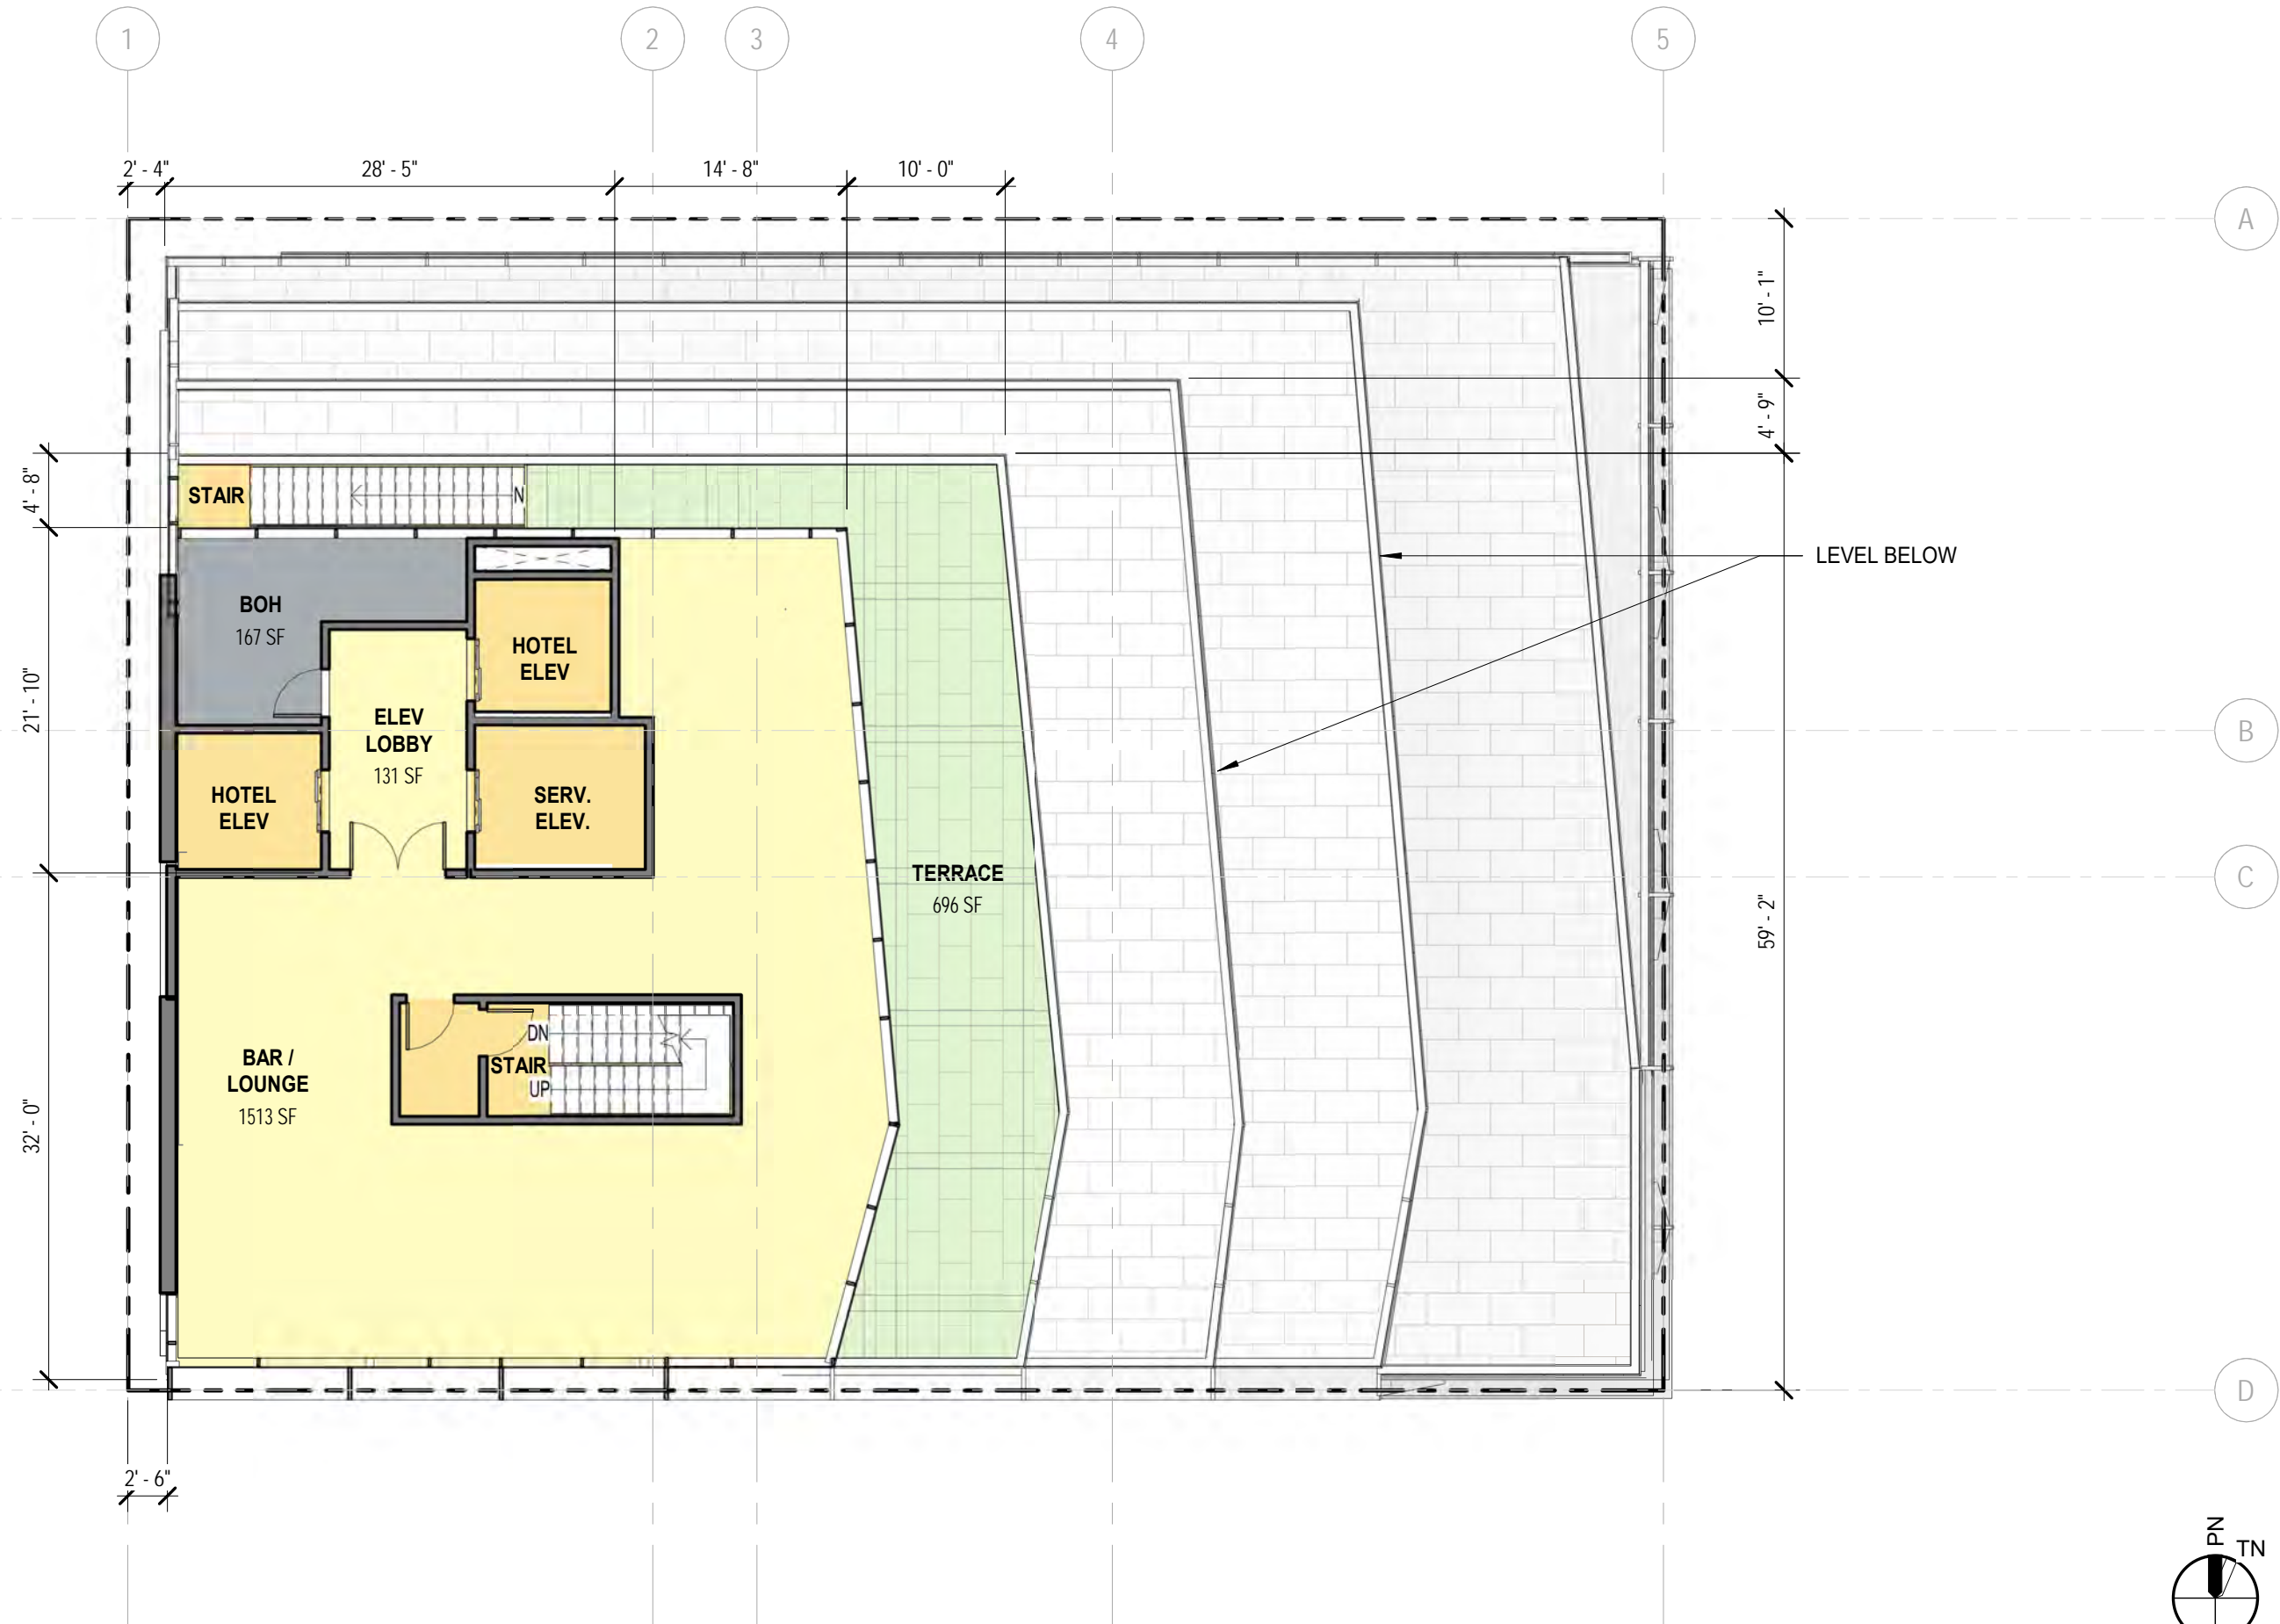 1
2
3
4
5
2' - 4"
28' - 5"
14' - 8"
10' - 0"
A
10' - 1"
4' - 9"
4' - 8"
STAIR
N
LEVEL BELOW
BOH
167 SF
HOTEL
ELEV
21' - 10"
ELEV
LOBBY
131 SF
B
HOTEL
ELEV
SERV.
ELEV.
TERRACE
696 SF
C
59' - 2"
DN
STAIR
UP
BAR /
LOUNGE
1513 SF
32' - 0"
D
2' - 6"
PN
TN